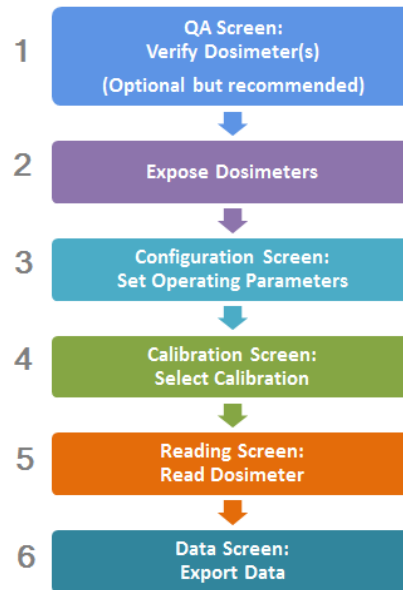 1
QA Screen:
Verify Dosimeter(s)
(Optional but recommended)
2
Expose Dosimeters
3
Configuration Screen:
Set Operating Parameters
4
Calibration Screen:
Select Calibration
5
Reading Screen:
Read Dosimeter
6
Data Screen:
Export Data